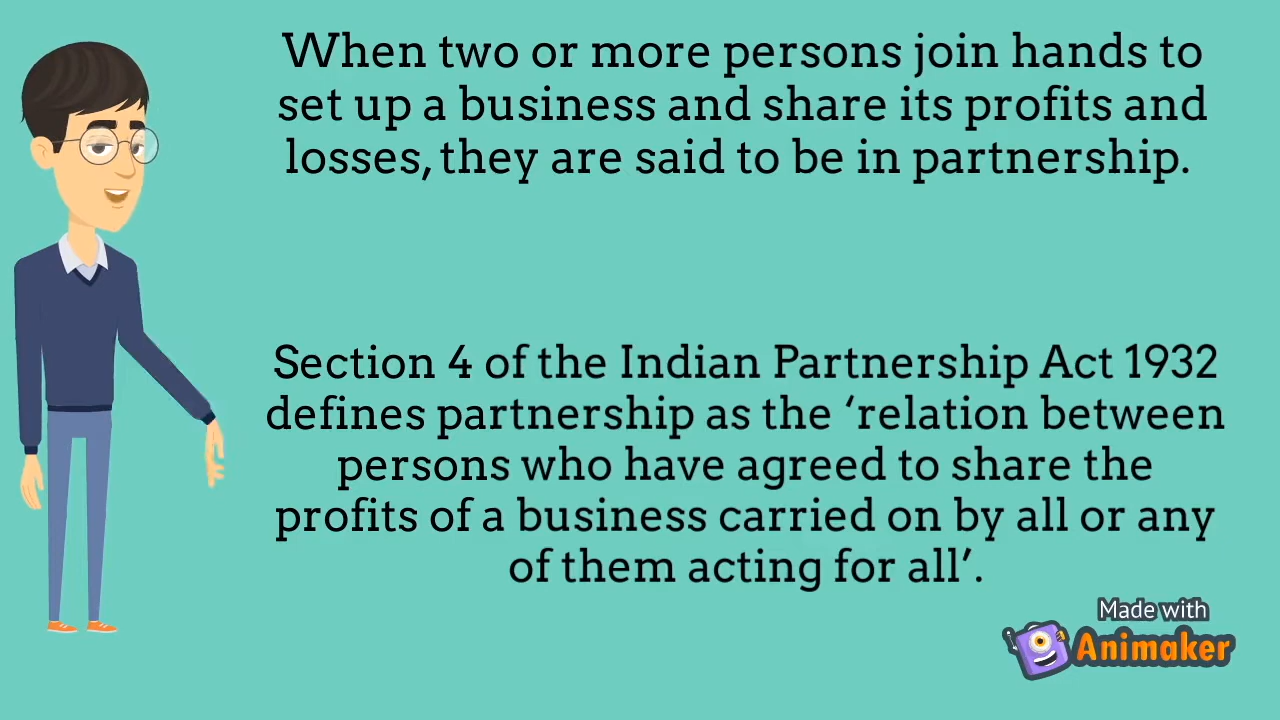 When two or more persons join hands to
set up a business and share its profits and
losses, they are said to be in partnership.
Section 4 of the Indian Partnership Act 1932
defines partnership as the ‘relation between
persons who have agreed to share the
profits of a business carried on by all or any
of them acting for all’.
Made with
Animaker